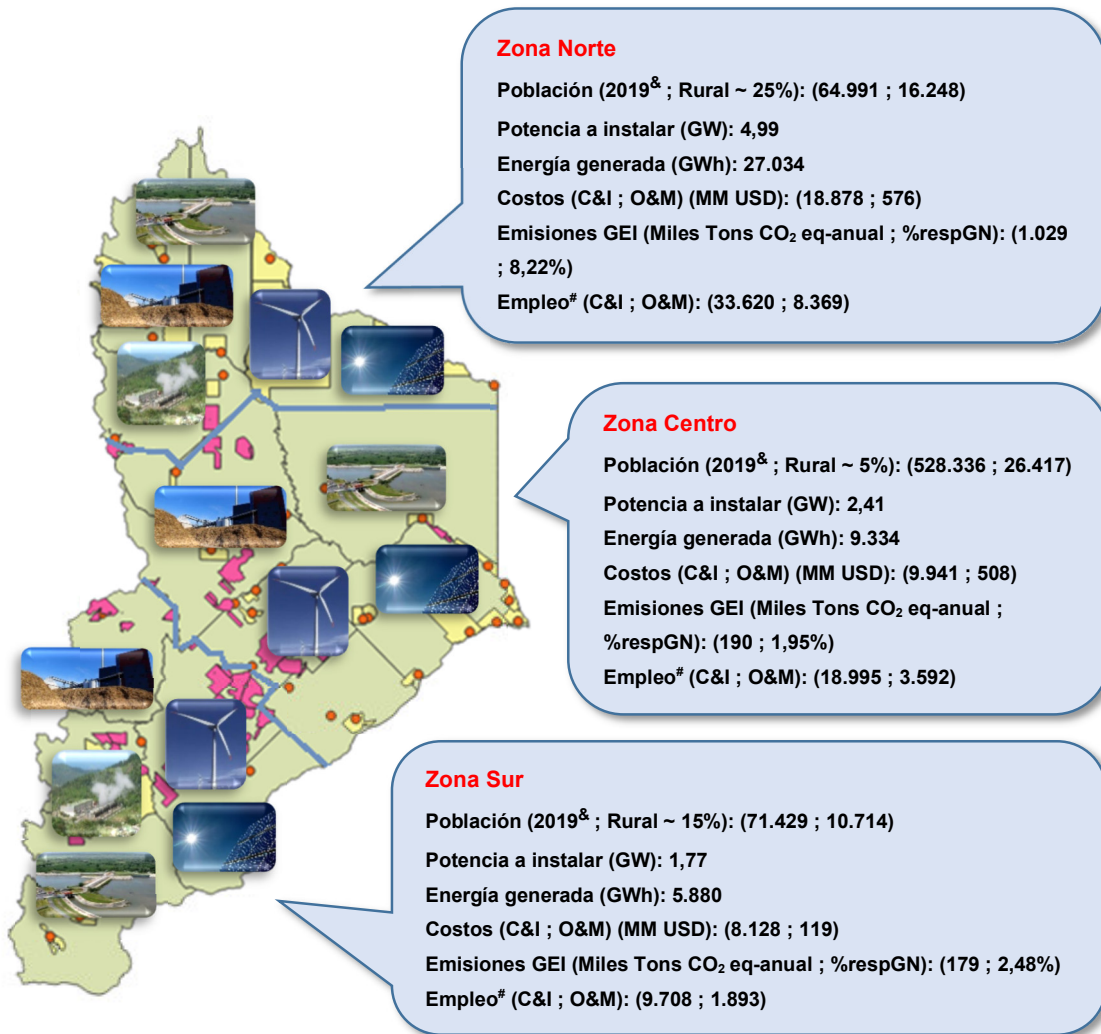 Zona Norte
Población (2019& ; Rural ~ 25%): (64.991 ; 16.248)
Potencia a instalar (GW): 4,99
Energía generada (GWh): 27.034
Costos (C&I ; O&M) (MM USD): (18.878 ; 576)
Emisiones GEI (Miles Tons CO₂ eq-anual ; %respGN): (1.029
; 8,22%)
Empleo# (C&I ; O&M): (33.620 ; 8.369)
Zona Centro
Población (2019& ; Rural ~ 5%): (528.336 ; 26.417)
Potencia a instalar (GW): 2,41
Energía generada (GWh): 9.334
Costos (C&I ; O&M) (MM USD): (9.941 ; 508)
Emisiones GEI (Miles Tons CO₂ eq-anual ;
%respGN): (190 ; 1,95%)
Empleo# (C&I ; O&M): (18.995 ; 3.592)
Zona Sur
Población (2019& ; Rural ~ 15%): (71.429 ; 10.714)
Potencia a instalar (GW): 1,77
Energía generada (GWh): 5.880
Costos (C&I ; O&M) (MM USD): (8.128 ; 119)
Emisiones GEI (Miles Tons CO₂ eq-anual ; %respGN): (179 ; 2,48%)
Empleo# (C&I ; O&M): (9.708 ; 1.893)